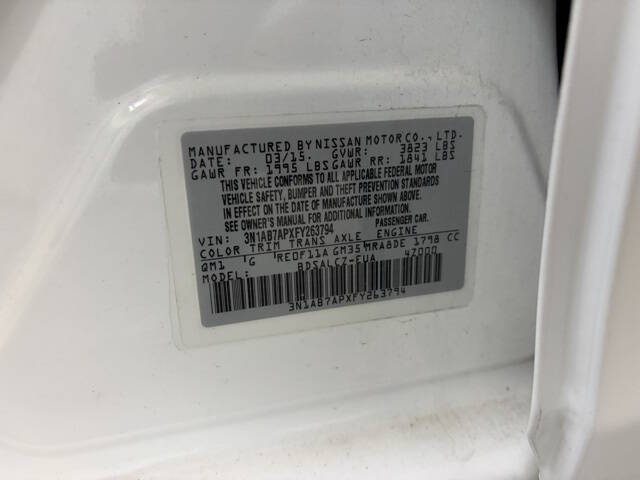 MANUFACTURED BY NISSAN MOTOR CO., LTD.
DATE: 03/15. GVWR: 3823 LBS
GAWR FR: 1995 LBS GAWR RR: 1841 LBS
THIS VEHICLE CONFORMS TO ALL APPLICABLE FEDERAL MOTOR
VEHICLE SAFETY, BUMPER AND THEFT PREVENTION STANDARDS
IN EFFECT ON THE DATE OF MANUFACTURE SHOWN ABOVE.
SEE OWNER'S MANUAL FOR ADDITIONAL INFORMATION
VIN: 3N1AB7APXFY263794 PASSENGER CAR.
COLOR TRIM TRANS AXLE ENGINE
QM1 G RE0F11A GM35 MRA8DE 1798 CC
BDSALCZ-EUA 4Z000
3N1AB7APXFY263794